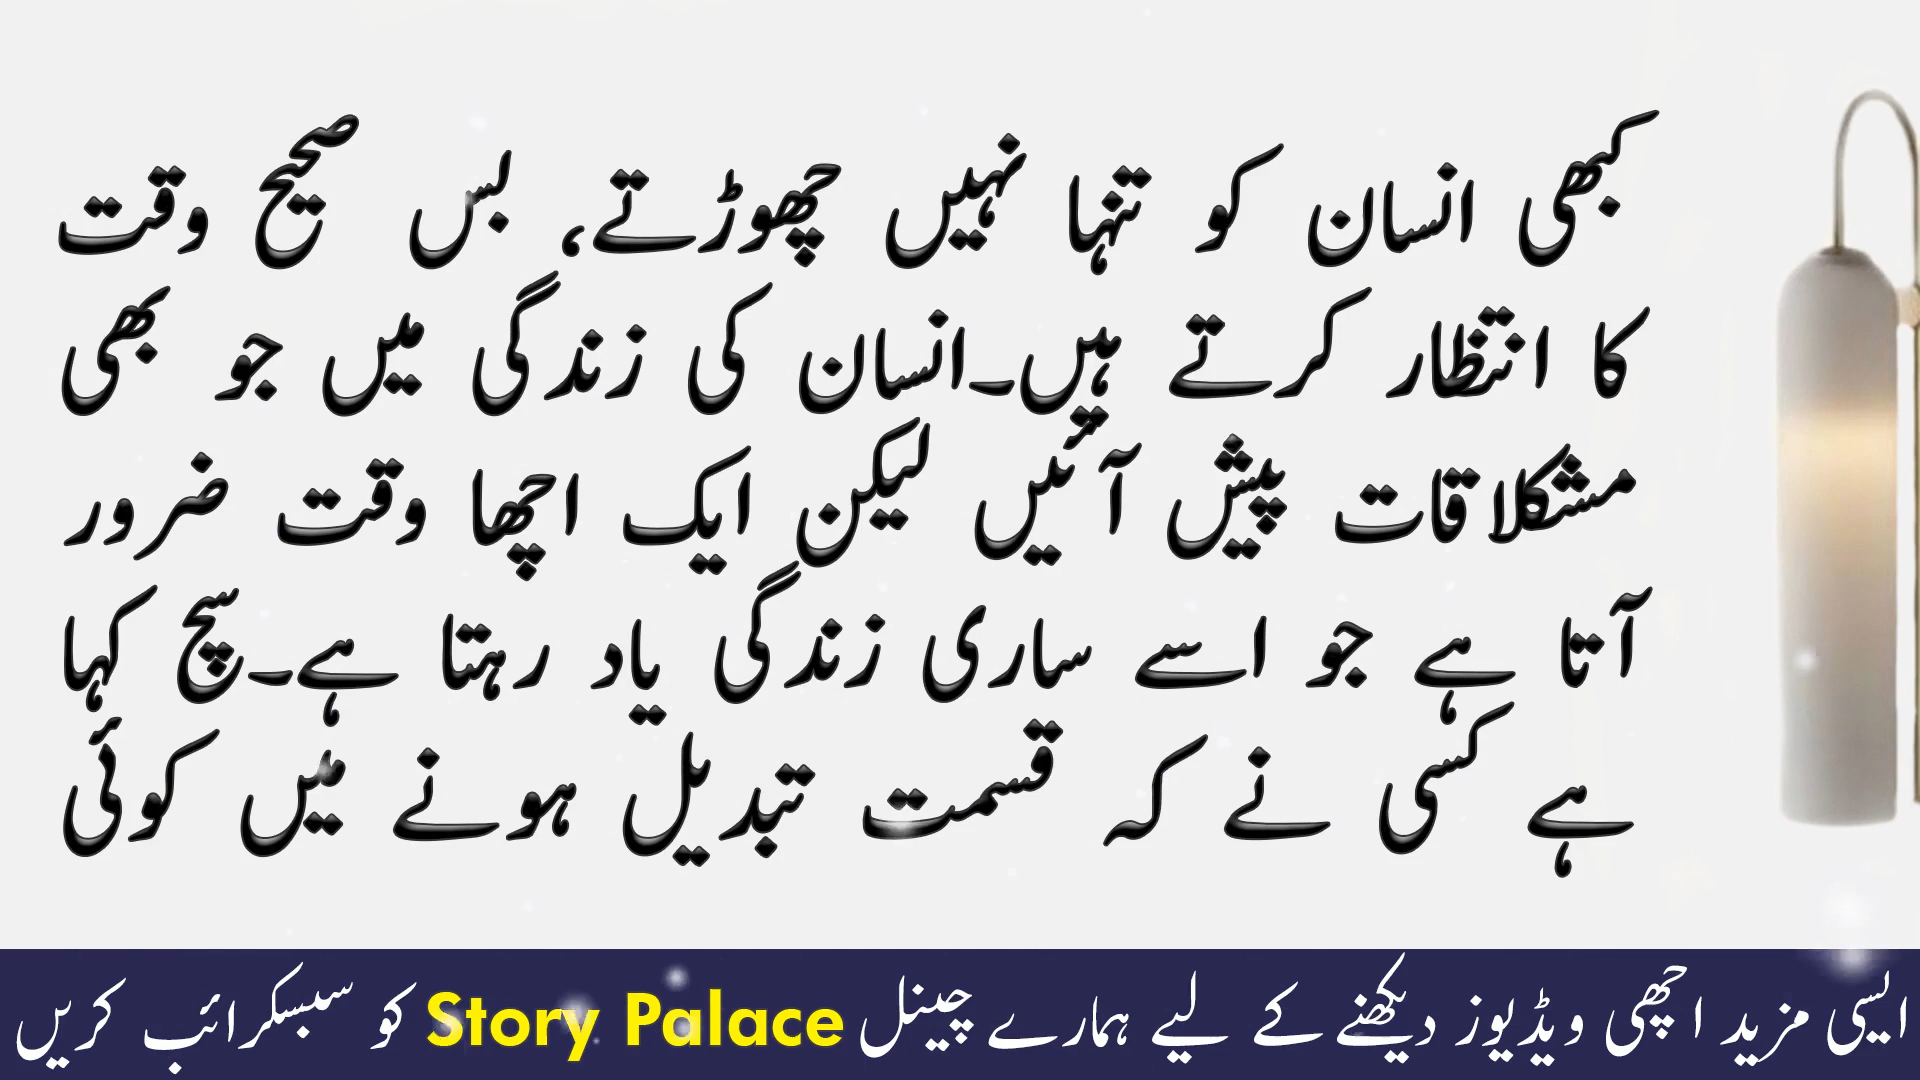 کبھی انسان کو تنہا نہیں چھوڑتے، بس صحیح وقت
کا انتظار کرتے ہیں۔انسان کی زندگی میں جو بھی
مشکلاقات پیش آئیں لیکن ایک اچھا وقت ضرور
آتا ہے جو اسے ساری زندگی یاد رہتا ہے۔سچ کہا
ہے کسی نے کہ قسمت تبدیل ہونے میں کوئی
ایسی مزید اچھی ویڈیوز دیکھنے کے لیے ہمارے چینل Story Palace کو سبسکرائب کریں